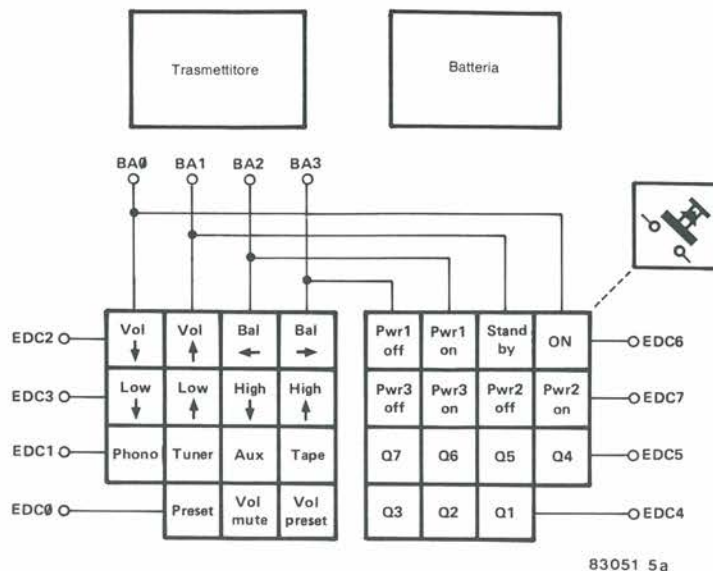 Trasmettitore
Batteria
BA0
BA1
BA2
BA3
EDC2
Vol ↓
Vol ↑
Bal ←
Bal →
Pwr1 off
Pwr1 on
Stand by
ON
EDC6
EDC3
Low ↓
Low ↑
High ↓
High ↑
Pwr3 off
Pwr3 on
Pwr2 off
Pwr2 on
EDC7
EDC1
Phono
Tuner
Aux
Tape
Q7
Q6
Q5
Q4
EDC5
EDC0
Preset
Vol mute
Vol preset
Q3
Q2
Q1
EDC4
83051 5a